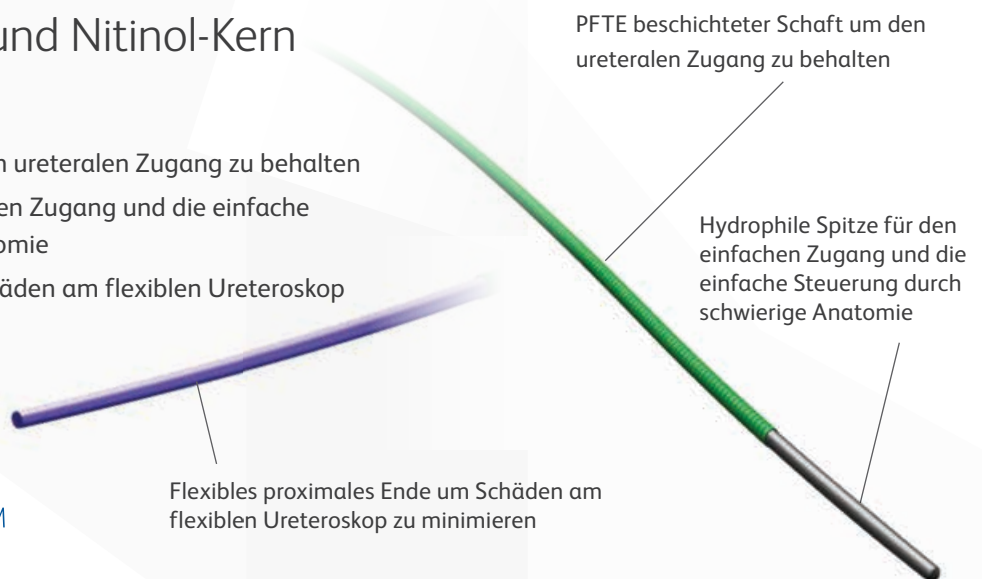 und Nitinol-Kern
PFTE beschichteter Schaft um den
ureteralen Zugang zu behalten
ureteralen Zugang zu behalten
en Zugang und die einfache
omie
äden am flexiblen Ureteroskop
Hydrophile Spitze für den
einfachen Zugang und die
einfache Steuerung durch
schwierige Anatomie
Flexibles proximales Ende um Schäden am
flexiblen Ureteroskop zu minimieren